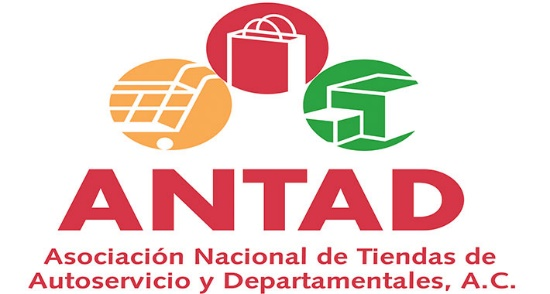 ANTAD
Asociación Nacional de Tiendas de
Autoservicio y Departamentales, A.C.